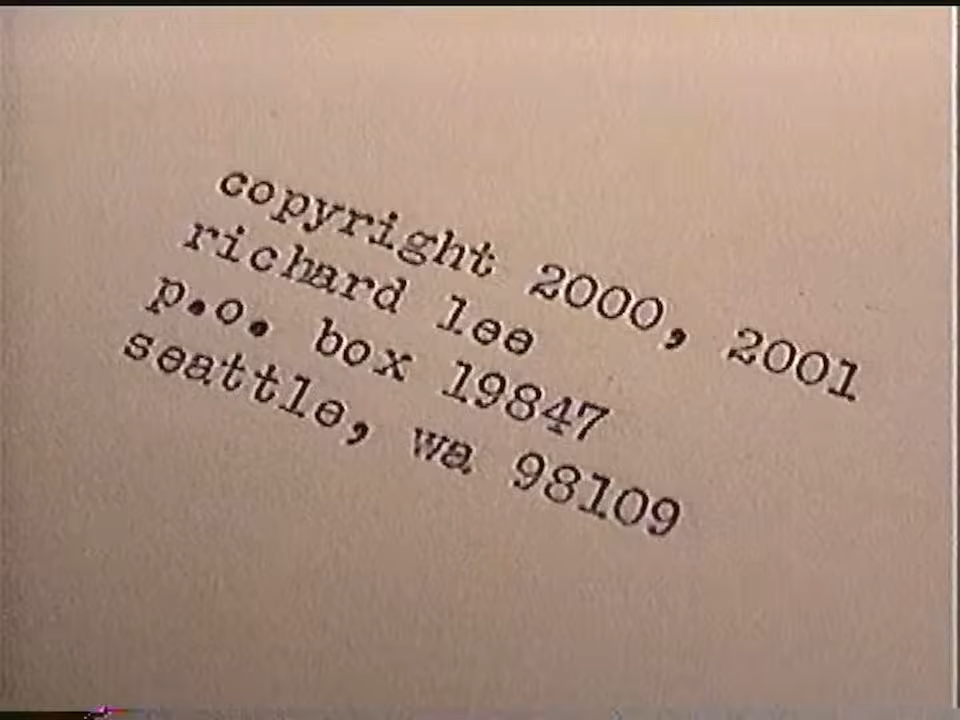 copyright 2000, 2001
richard lee
p.o. box 19847
seattle, wa 98109